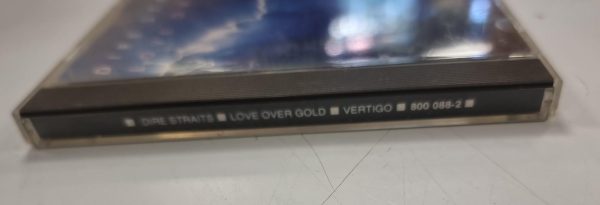 ■ DIRE STRAITS ■ LOVE OVER GOLD ■ VERTIGO ■ 800 088-2 ■